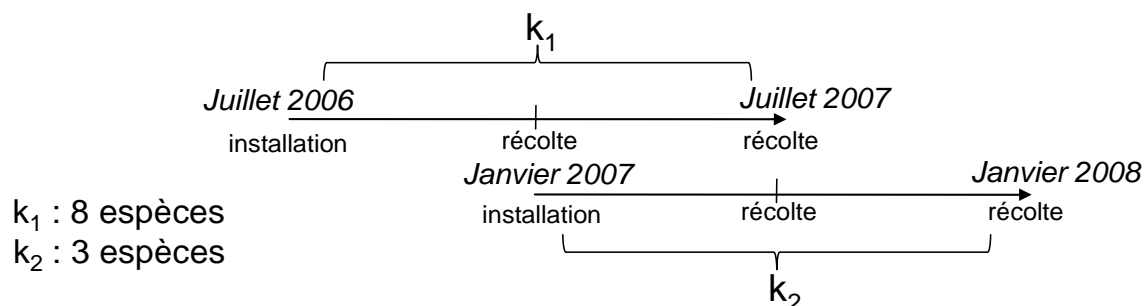 k1
Juillet 2006 Juillet 2007
installation récolte récolte
Janvier 2007 Janvier 2008
installation récolte récolte
k1 : 8 espèces
k2 : 3 espèces
k2